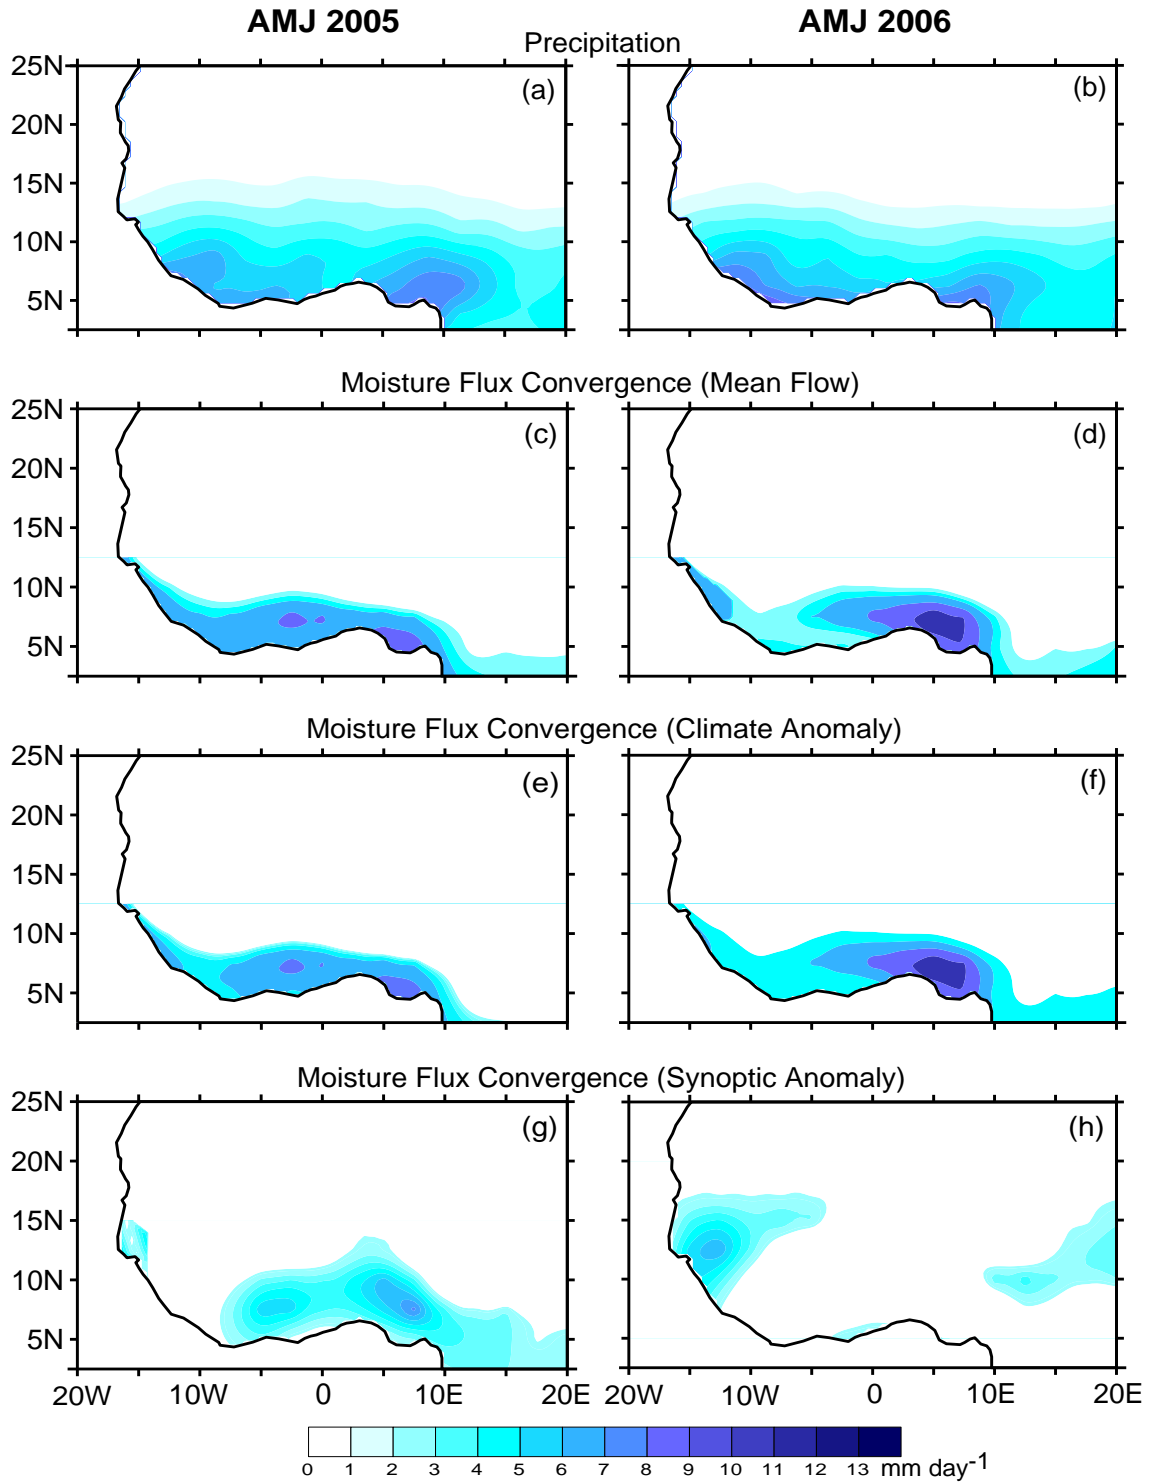 AMJ 2005 AMJ 2006
Precipitation
25N (a) (b)
20N
15N
10N
5N
Moisture Flux Convergence (Mean Flow)
25N (c) (d)
20N
15N
10N
5N
Moisture Flux Convergence (Climate Anomaly)
25N (e) (f)
20N
15N
10N
5N
Moisture Flux Convergence (Synoptic Anomaly)
25N (g) (h)
20N
15N
10N
5N
20W 10W 0 10E 20E 20W 10W 0 10E 20E
0 1 2 3 4 5 6 7 8 9 10 11 12 13 mm day-1